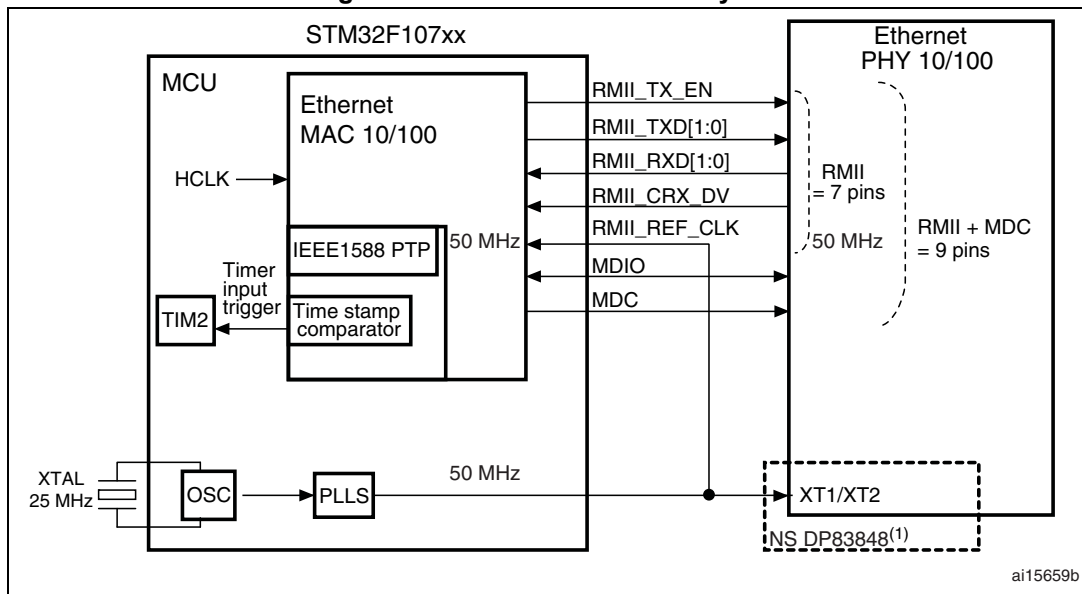 STM32F107xx
MCU
Ethernet
MAC 10/100
HCLK
IEEE1588 PTP
50 MHz
Timer
input
trigger
TIM2
Time stamp
comparator
RMII_TX_EN
RMII_TXD[1:0]
RMII_RXD[1:0]
RMII_CRX_DV
RMII_REF_CLK
MDIO
MDC
Ethernet
PHY 10/100
RMII
= 7 pins
50 MHz
RMII + MDC
= 9 pins
XTAL
25 MHz
OSC
PLLS
50 MHz
XT1/XT2
NS DP83848(1)
ai15659b